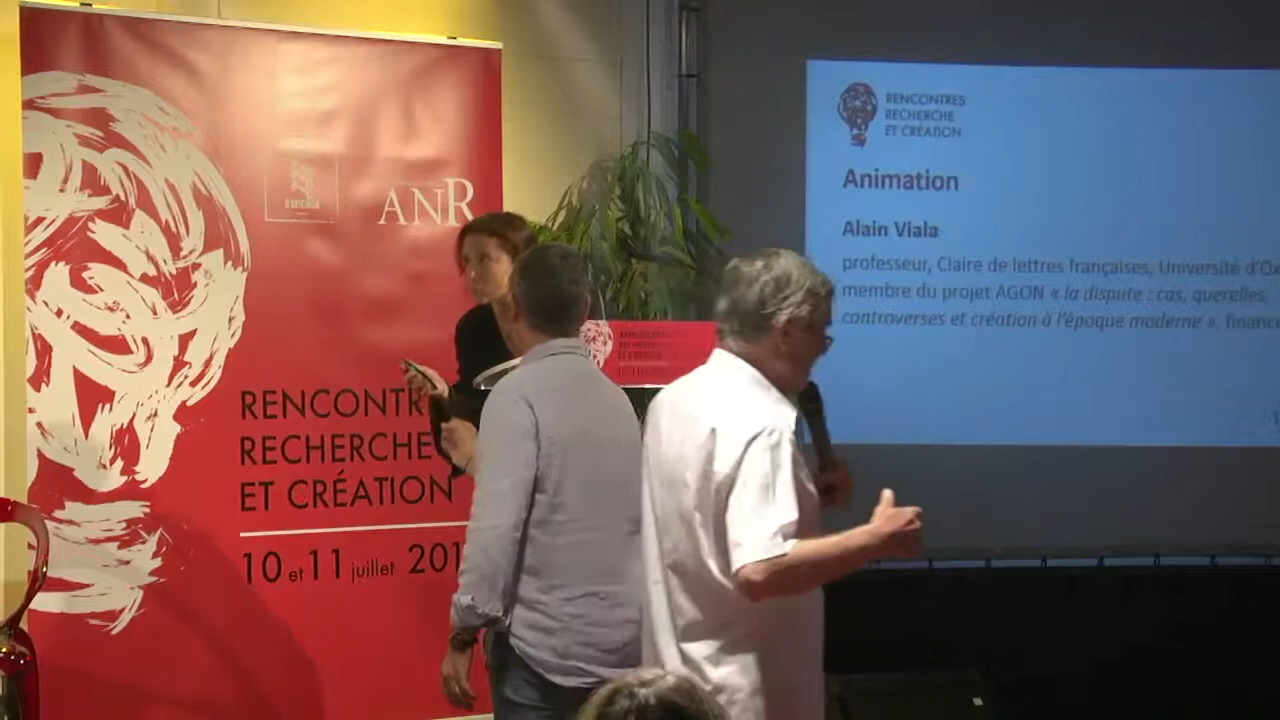 ANR
RENCONTR
RECHERCHE
ET CRÉATION
10 et 11 juillet 201
RENCONTRES
RECHERCHE
ET CRÉATION
Animation
Alain Viala
professeur, Claire de lettres françaises, Université d'Ox
membre du projet AGON « la dispute : cas, querelles
controverses et création à l'époque moderne », financ